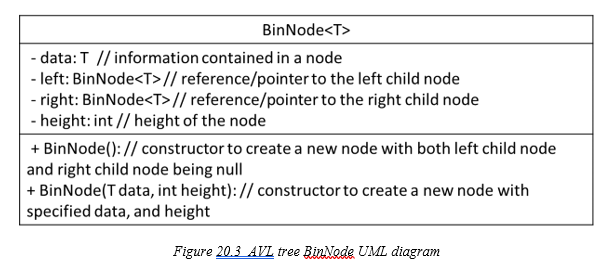 BinNode<T>
- data: T // information contained in a node
- left: BinNode<T> // reference/pointer to the left child node
- right: BinNode<T> // reference/pointer to the right child node
- height: int // height of the node
+ BinNode(): // constructor to create a new node with both left child node
and right child node being null
+ BinNode(T data, int height): // constructor to create a new node with
specified data, and height
Figure 20.3 AVL tree BinNode UML diagram